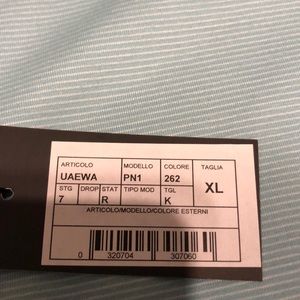 ARTICOLO MODELLO COLORE TAGLIA
UAEWA PN1 262 XL
STG DROP STAT TIPO MOD TGL
7 R K
ARTICOLO/MODELLO/COLORE ESTERNI
0 320704 307060